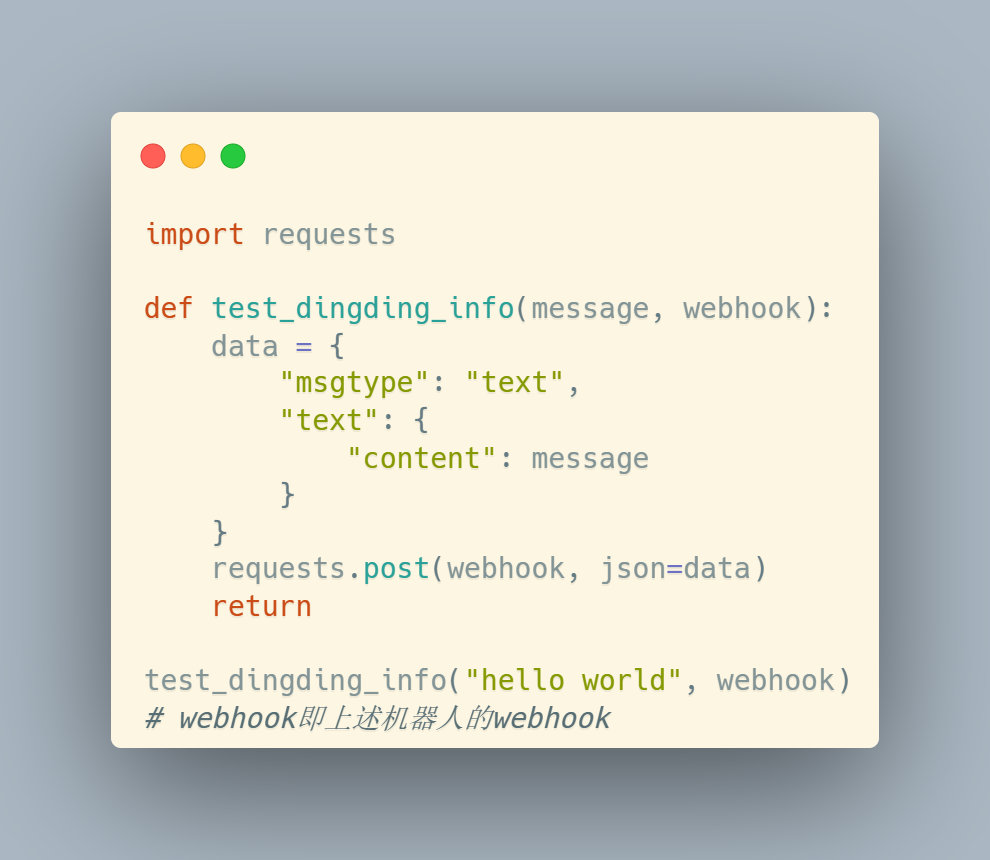 import requests

def test_dingding_info(message, webhook):
    data = {
        "msgtype": "text",
        "text": {
            "content": message
        }
    }
    requests.post(webhook, json=data)
    return

test_dingding_info("hello world", webhook)
# webhook即上述机器人的webhook